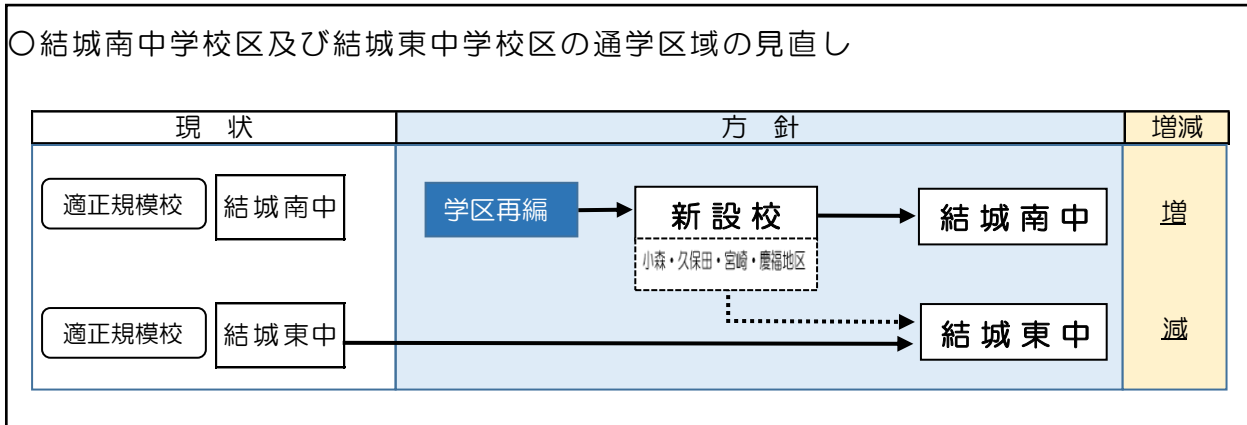 〇結城南中学校区及び結城東中学校区の通学区域の見直し
現 状
方 針
増減
適正規模校
結城南中
学区再編
新設校
小森・久保田・宮崎・慶福地区
結城南中
増
適正規模校
結城東中
結城東中
減